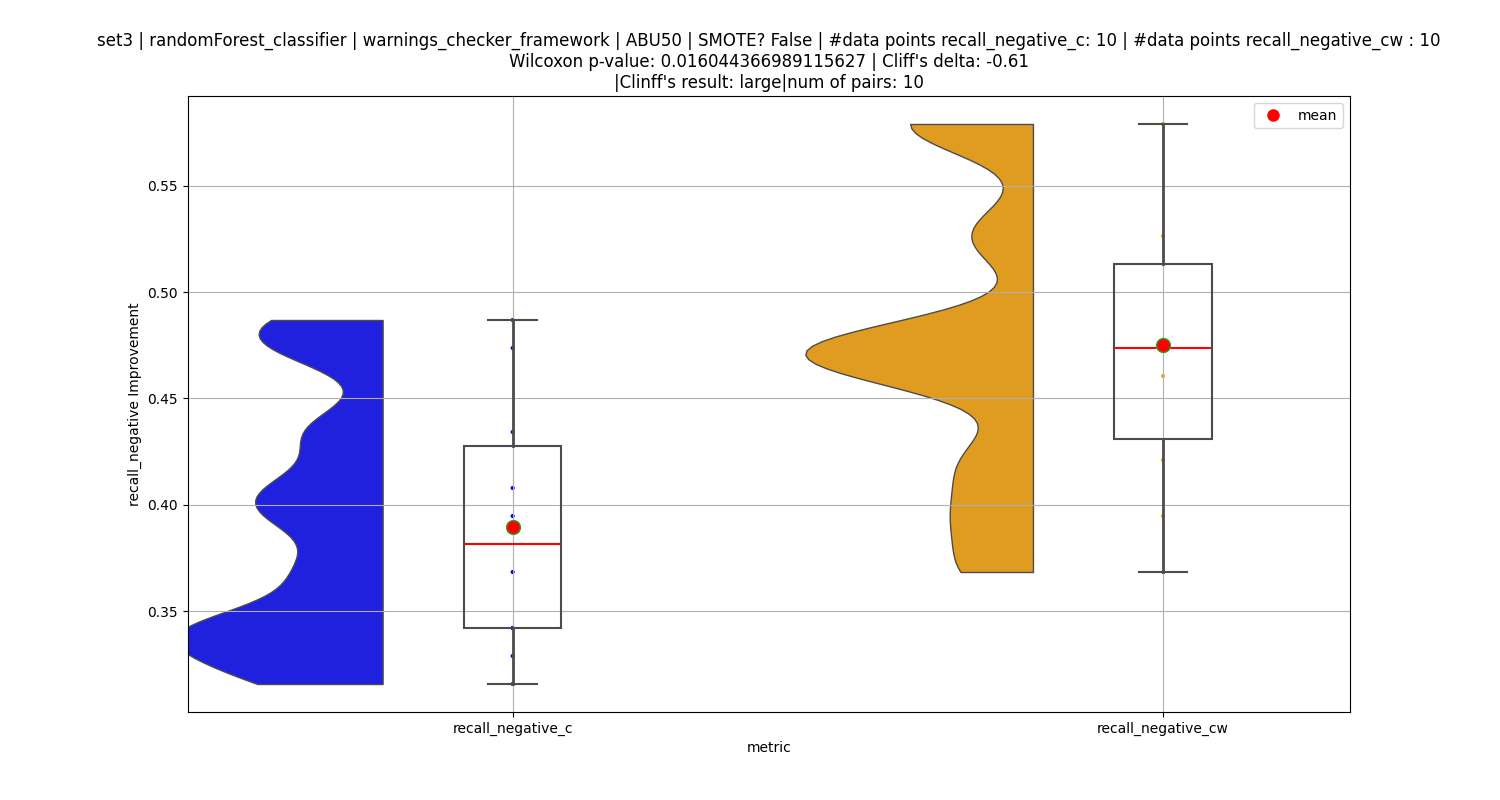 set3 | randomForest_classifier | warnings_checker_framework | ABU50 | SMOTE? False | #data points recall_negative_c: 10 | #data points recall_negative_cw : 10
Wilcoxon p-value: 0.016044366989115627 | Cliff's delta: -0.61
|Clinff's result: large|num of pairs: 10
mean
0.55
0.50
0.45
0.40
0.35
recall_negative Improvement
recall_negative_c
recall_negative_cw
metric